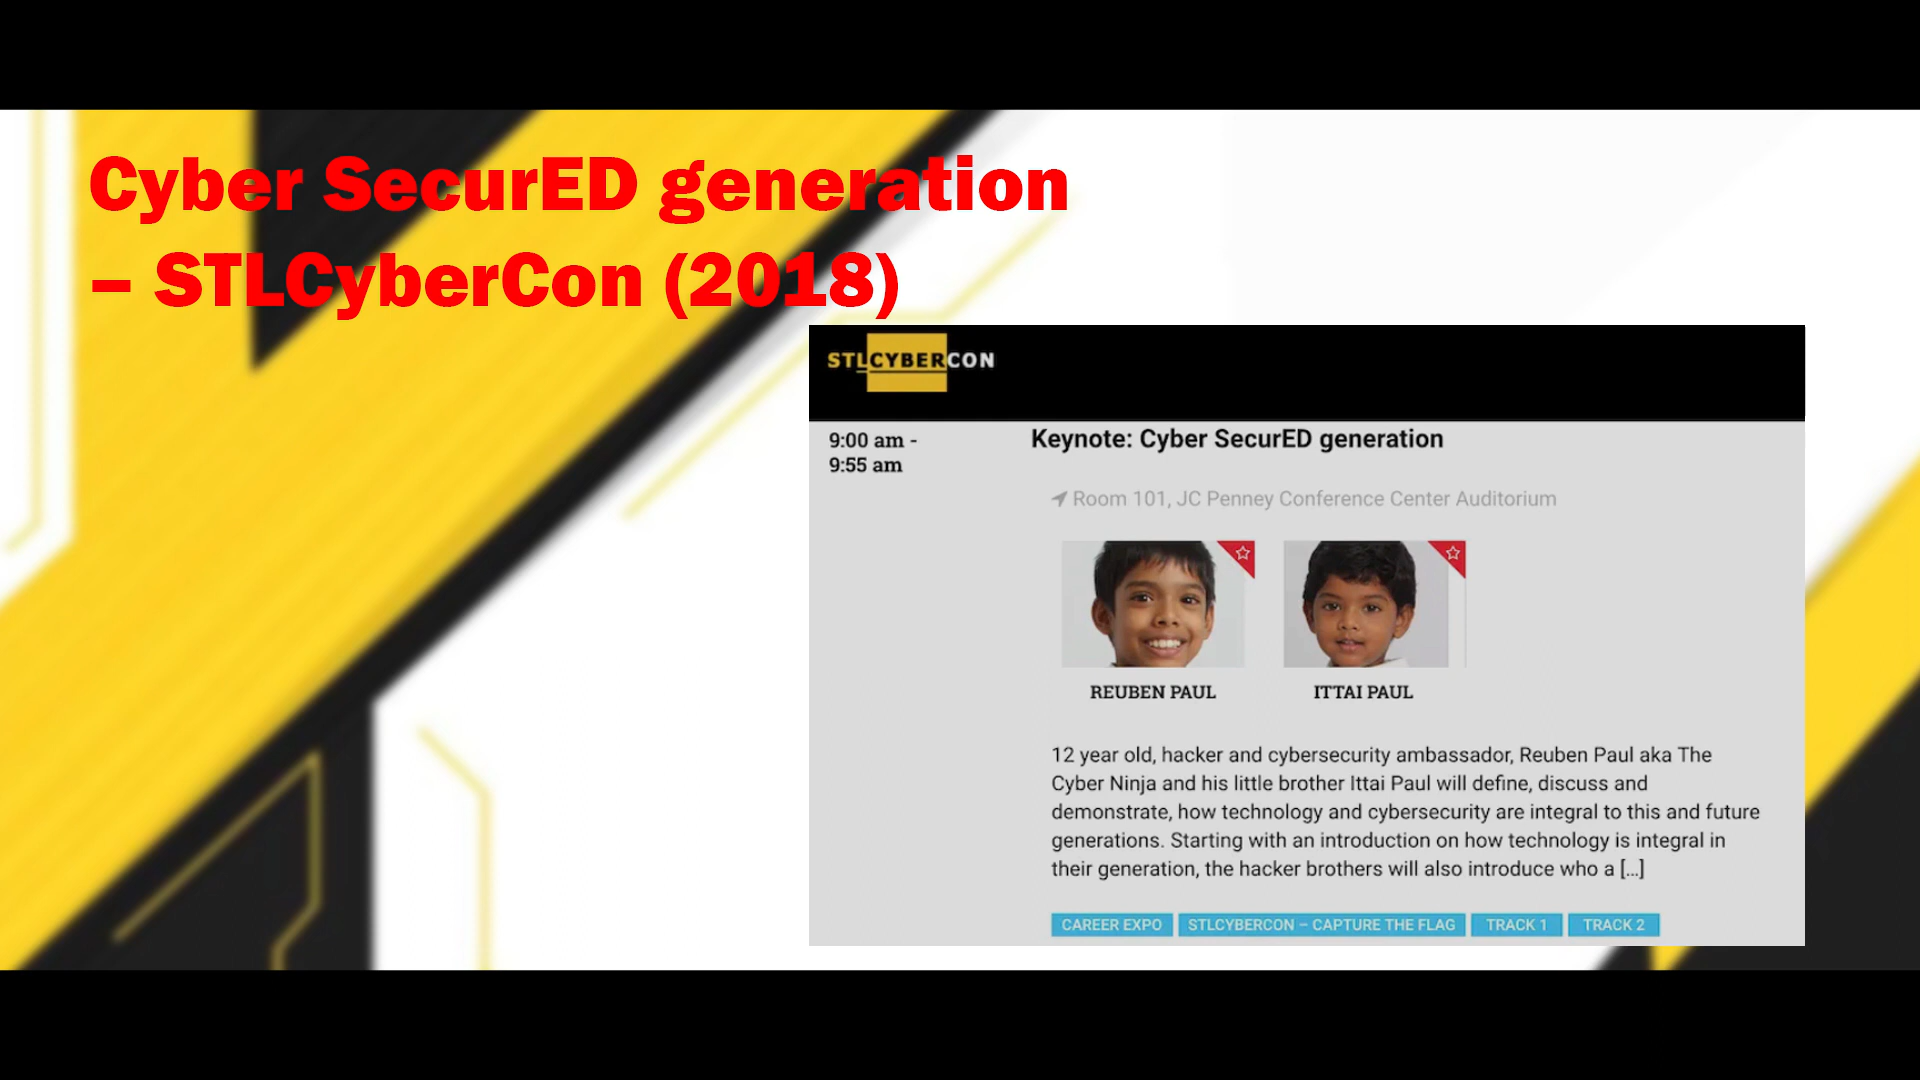 Cyber SecurED generation
– STLCyberCon (2018)
STLCYBERCON
9:00 am -
9:55 am
Keynote: Cyber SecurED generation
Room 101, JC Penney Conference Center Auditorium
REUBEN PAUL
ITTAI PAUL
12 year old, hacker and cybersecurity ambassador, Reuben Paul aka The
Cyber Ninja and his little brother Ittai Paul will define, discuss and
demonstrate, how technology and cybersecurity are integral to this and future
generations. Starting with an introduction on how technology is integral in
their generation, the hacker brothers will also introduce who a [...]
CAREER EXPO STLCYBERCON – CAPTURE THE FLAG TRACK 1 TRACK 2